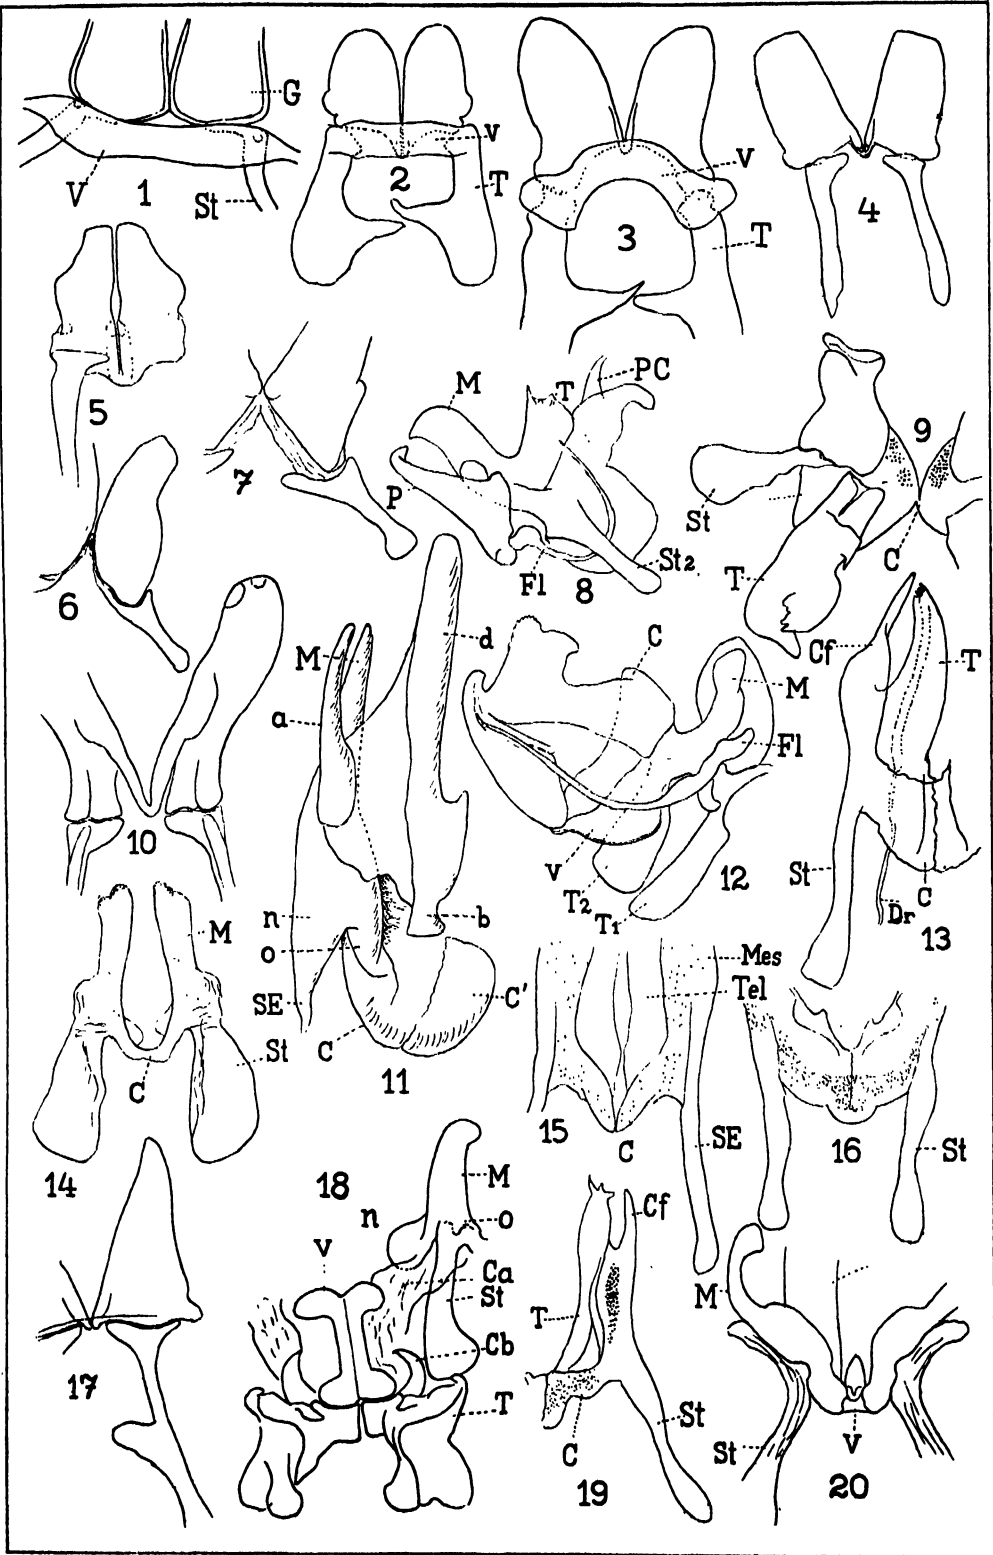 G
V
1
St
v
2
T
V
3
T
4
5
7
M
T
PC
P
Fl
8
St2
9
St
T
C
6
10
M
a
d
n
o
b
SE
C
C'
11
C
M
Fl
v
T2
T1
12
Cf
T
St
Dr
C
13
M
St
C
14
Mes
Tel
15
C
SE
16
St
17
18
M
n
o
v
Ca
St
Cb
T
Cf
T
St
C
19
M
St
v
20